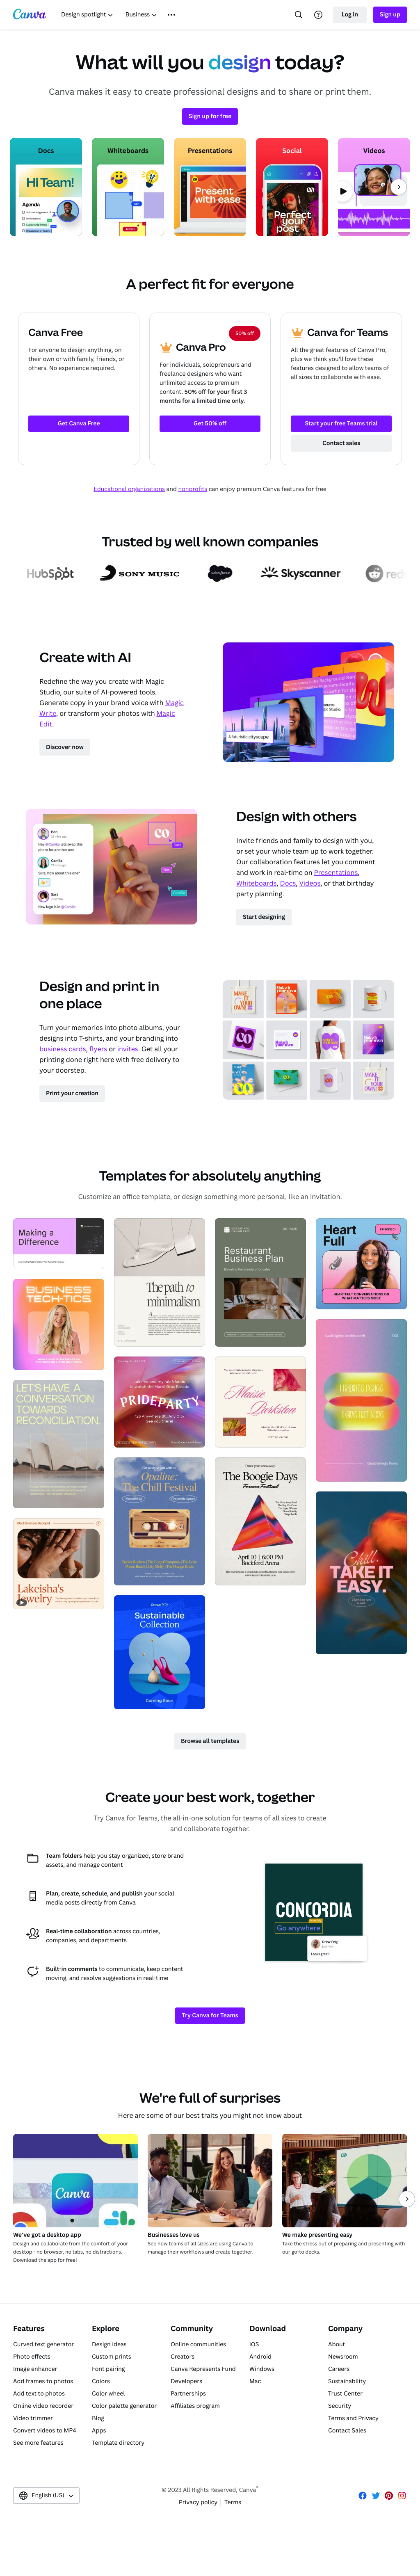 Canva
Design spotlight
Business
Log in
Sign up
What will you design today?
Canva makes it easy to create professional designs and to share or print them.
Sign up for free
Docs
Whiteboards
Presentations
Social
Videos
Hi Team!
Agenda
Present
with ease
Perfect
your
post
A perfect fit for everyone
Canva Free
For anyone to design anything, on
their own or with family, friends, or
others. No experience required.
Get Canva Free
50% off
Canva Pro
For individuals, solopreneurs and
freelance designers who want
unlimited access to premium
content. 50% off for your first 3
months for a limited time only.
Get 50% off
Canva for Teams
All the great features of Canva Pro,
plus we think you'll love these
features designed to allow teams of
all sizes to collaborate with ease.
Start your free Teams trial
Contact sales
Educational organizations and nonprofits can enjoy premium Canva features for free
Trusted by well known companies
HubSpot
SONY MUSIC
salesforce
Skyscanner
red
Create with AI
Redefine the way you create with Magic
Studio, our suite of AI-powered tools.
Generate copy in your brand voice with Magic
Write, or transform your photos with Magic
Edit.
Discover now
A futuristic cityscape
Design with others
Invite friends and family to design with you,
or set your whole team up to work together.
Our collaboration features let you comment
and work in real-time on Presentations,
Whiteboards, Docs, Videos, or that birthday
party planning.
Start designing
Design and print in
one place
Turn your memories into photo albums, your
designs into T-shirts, and your branding into
business cards, flyers or invites. Get all your
printing done right here with free delivery to
your doorstep.
Print your creation
Templates for absolutely anything
Customize an office template, or design something more personal, like an invitation.
Making a
Difference
BUSINESS
TECH-TICS
LET'S HAVE A
CONVERSATION
TOWARDS
RECONCILIATION.
Lakeisha's
Jewelry
The path to
minimalism
PRIDE PARTY
123 Anywhere St., Any City
Opaline:
The Chill Festival
Sustainable
Collection
Coming Soon
Restaurant
Business Plan
Maisie
Parkston
The Boogie Days
Forever Festival
April 10 | 6:00 PM
Bockford Arena
Heart
Full
HEARTFELT CONVERSATIONS ON
WHAT MATTERS MOST
Chill.
TAKE IT
EASY.
Browse all templates
Create your best work, together
Try Canva for Teams, the all-in-one solution for teams of all sizes to create
and collaborate together.
Team folders help you stay organized, store brand
assets, and manage content
Plan, create, schedule, and publish your social
media posts directly from Canva
Real-time collaboration across countries,
companies, and departments
Built-in comments to communicate, keep content
moving, and resolve suggestions in real-time
CONCORDIA
Go anywhere
Drew Feig
Looks great!
Try Canva for Teams
We're full of surprises
Here are some of our best traits you might not know about
Canva
We've got a desktop app
Design and collaborate from the comfort of your
desktop - no browser, no tabs, no distractions.
Download the app for free!
Businesses love us
See how teams of all sizes are using Canva to
manage their workflows and create together.
We make presenting easy
Take the stress out of preparing and presenting with
our go-to decks.
Features
Curved text generator
Photo effects
Image enhancer
Add frames to photos
Add text to photos
Online video recorder
Video trimmer
Convert videos to MP4
See more features
Explore
Design ideas
Custom prints
Font pairing
Colors
Color wheel
Color palette generator
Blog
Apps
Template directory
Community
Online communities
Creators
Canva Represents Fund
Developers
Partnerships
Affiliates program
Download
iOS
Android
Windows
Mac
Company
About
Newsroom
Careers
Sustainability
Trust Center
Security
Terms and Privacy
Contact Sales
English (US)
© 2023 All Rights Reserved, Canva®
Privacy policy | Terms